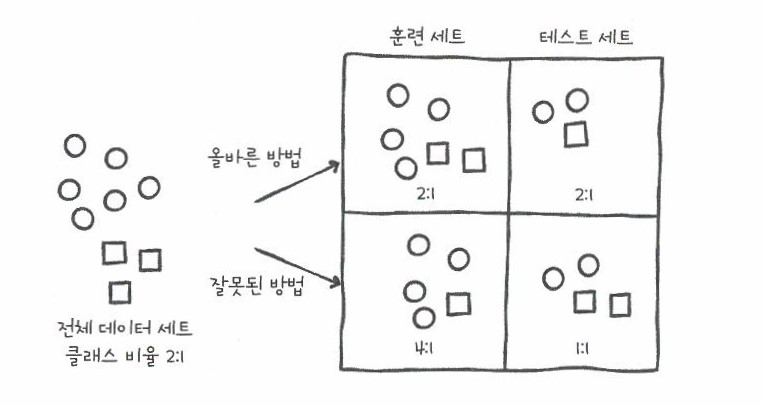 훈련 세트
테스트 세트
올바른 방법
2:1
2:1
잘못된 방법
전체 데이터 세트
클래스 비율 2:1
4:1
1:1